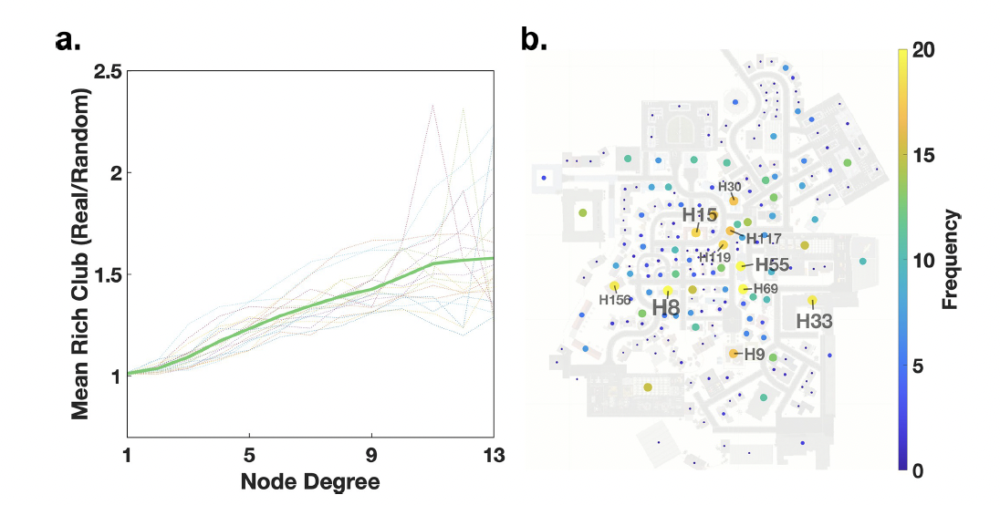 a.
Mean Rich Club (Real/Random)
2.5
2
1.5
1
1
5
9
13
Node Degree
b.
H30
H15
H117
H119
H55
H156
H8
H69
H33
H9
20
15
10
5
0
Frequency